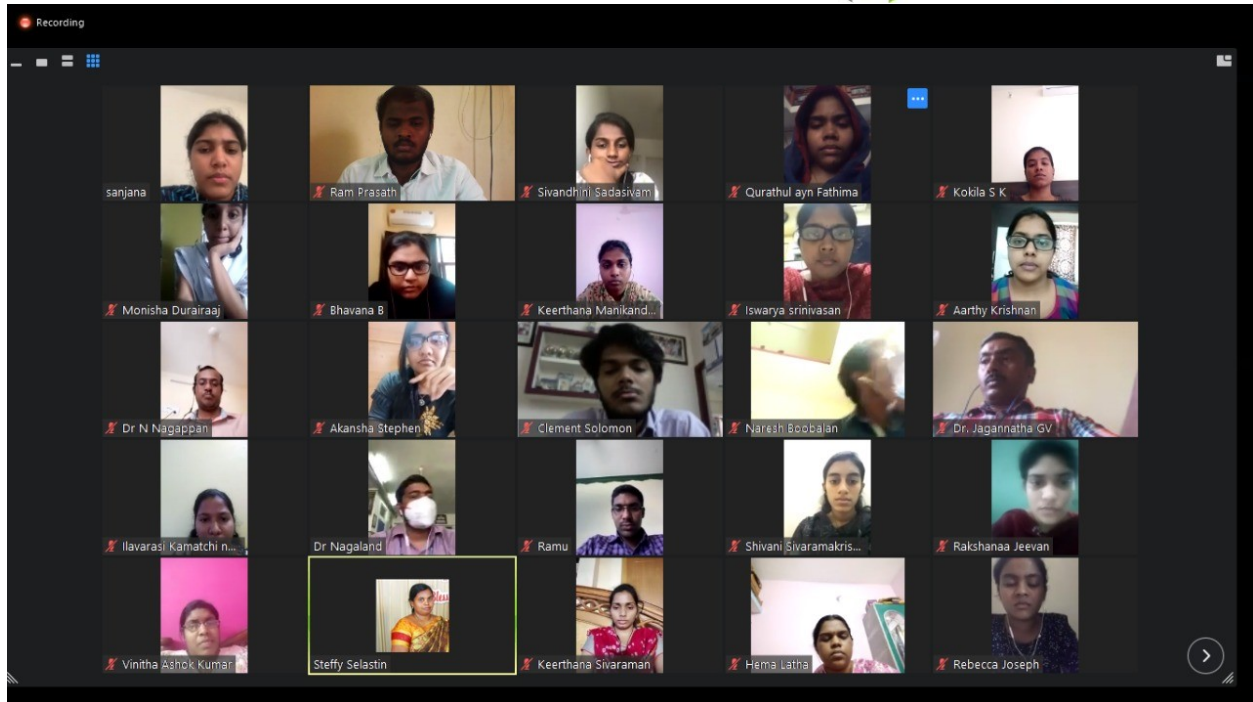 Recording
sanjana
Ram Prasath
Sivandhini Sadasivam
Qurathul ayn Fathima
Kokila S K
Monisha Durairaaj
Bhavana B
Keerthana Manikand...
Iswarya srinivasan
Aarthy Krishnan
Dr N Nagappan
Akansha Stephen
Clement Solomon
Naresh Boobalan
Dr. Jagannatha GV
Ilavarasi Kamatchi n...
Dr Nagaland
Ramu
Shivani Sivaramakris...
Rakshanaa Jeevan
Vinitha Ashok Kumar
Steffy Selastin
Keerthana Sivaraman
Hema Latha
Rebecca Joseph